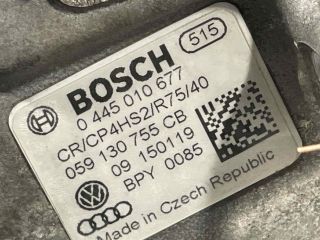 515
BOSCH
0 445 010 677
CR/CP4HS2/R75/40
059 130 755 CB
09 150119
BPY 0085
Made in Czech Republic